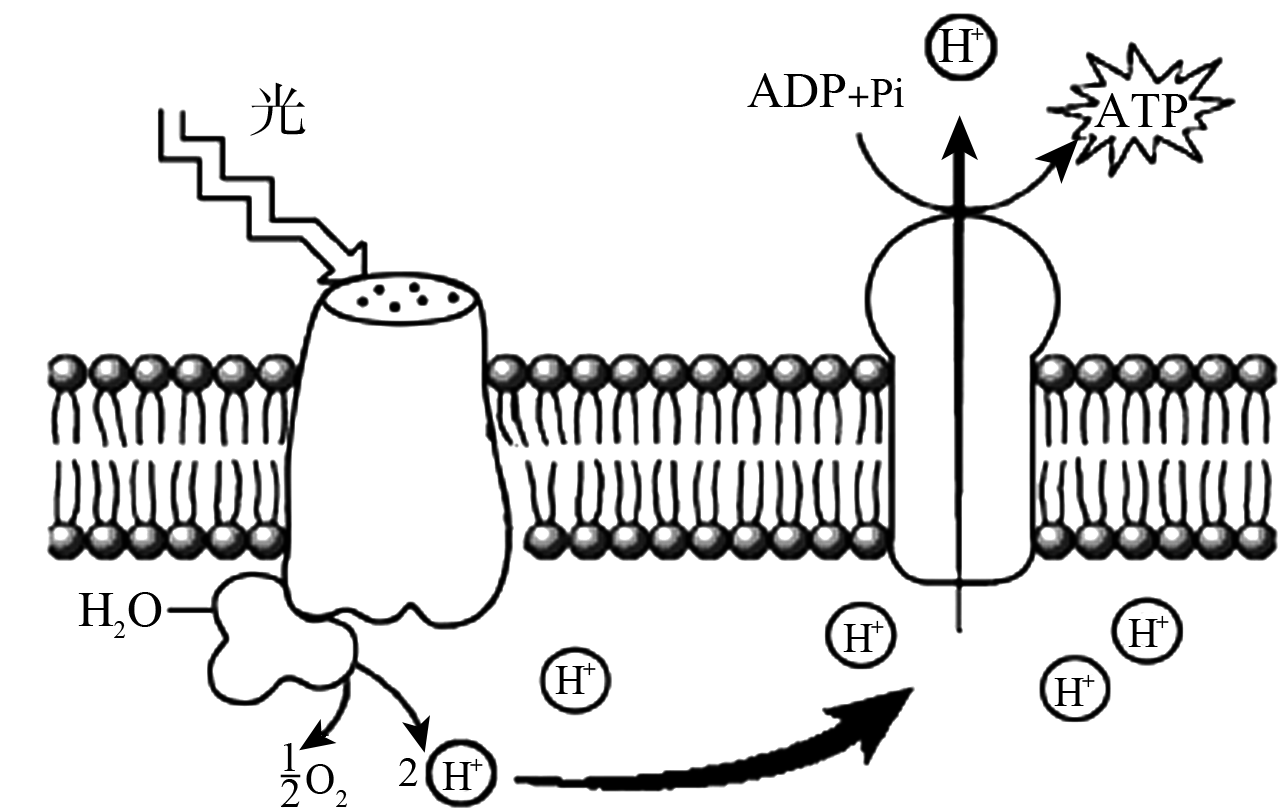 H⁺
ADP+Pi
ATP
光
H₂O
H⁺
H⁺
H⁺
H⁺
½O₂
2 H⁺